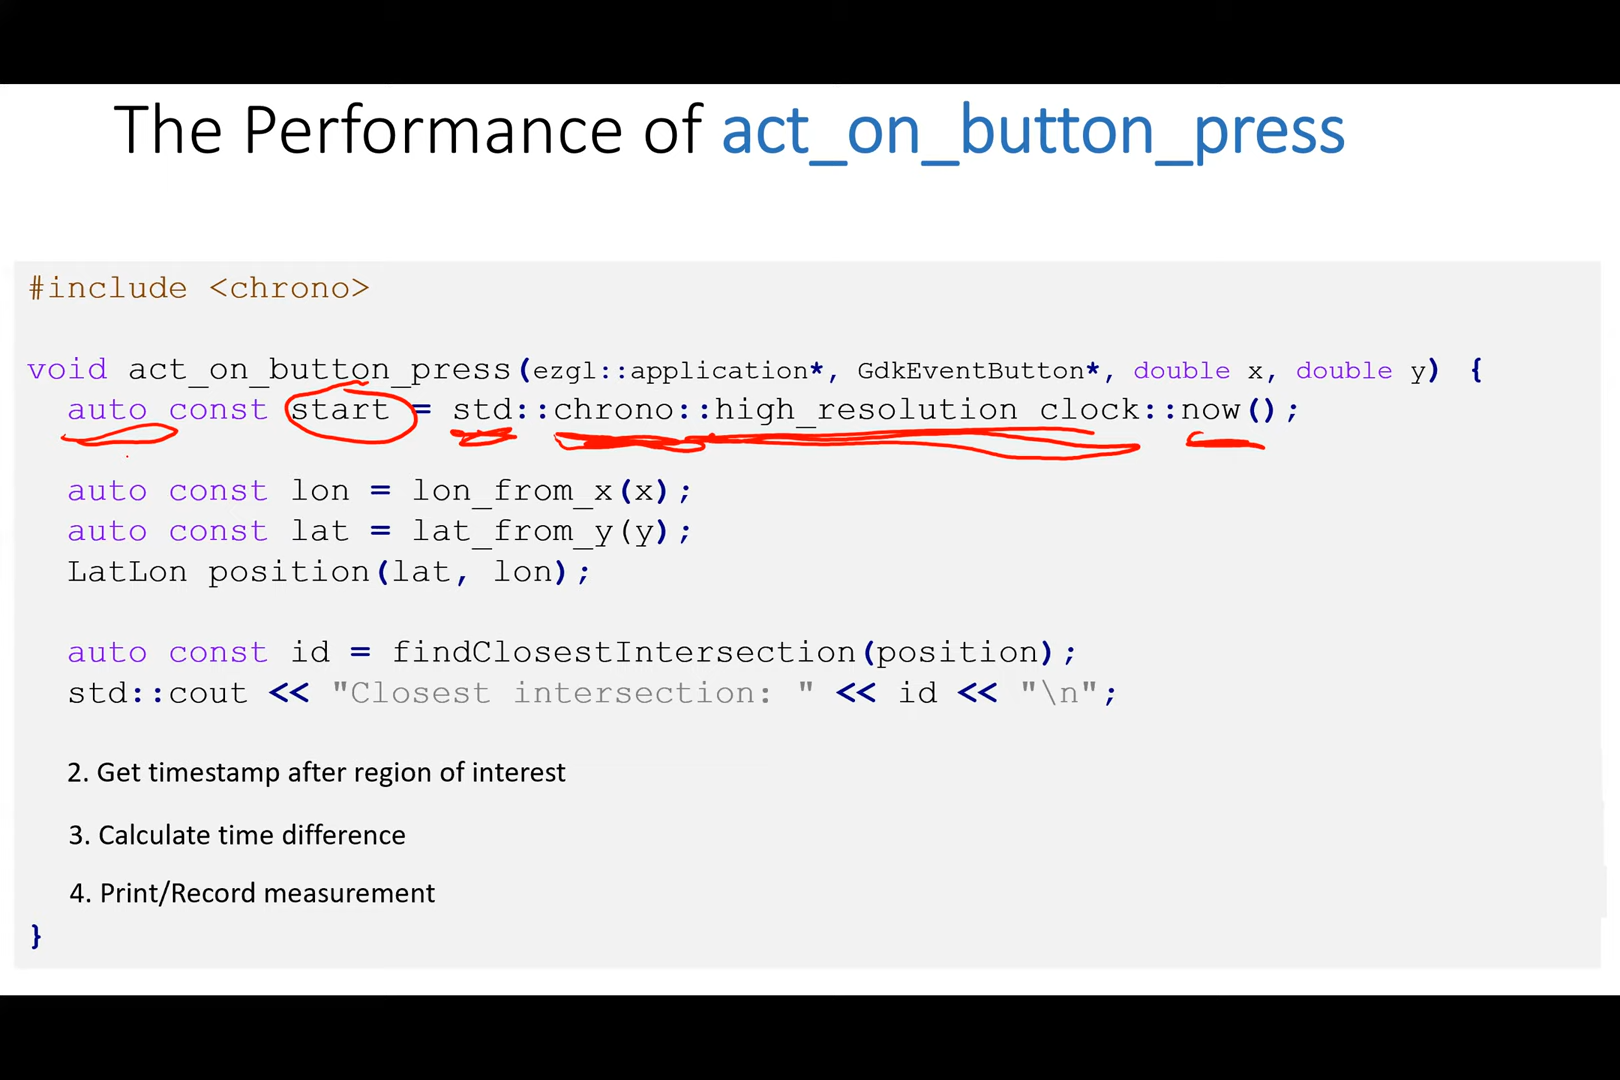 The Performance of act_on_button_press
#include <chrono>
void act_on_button_press(ezgl::application*, GdkEventButton*, double x, double y) {
auto const start = std::chrono::high_resolution_clock::now();
auto const lon = lon_from_x(x);
auto const lat = lat_from_y(y);
LatLon position(lat, lon);
auto const id = findClosestIntersection(position);
std::cout << "Closest intersection: " << id << "\n";
2. Get timestamp after region of interest
3. Calculate time difference
4. Print/Record measurement
}